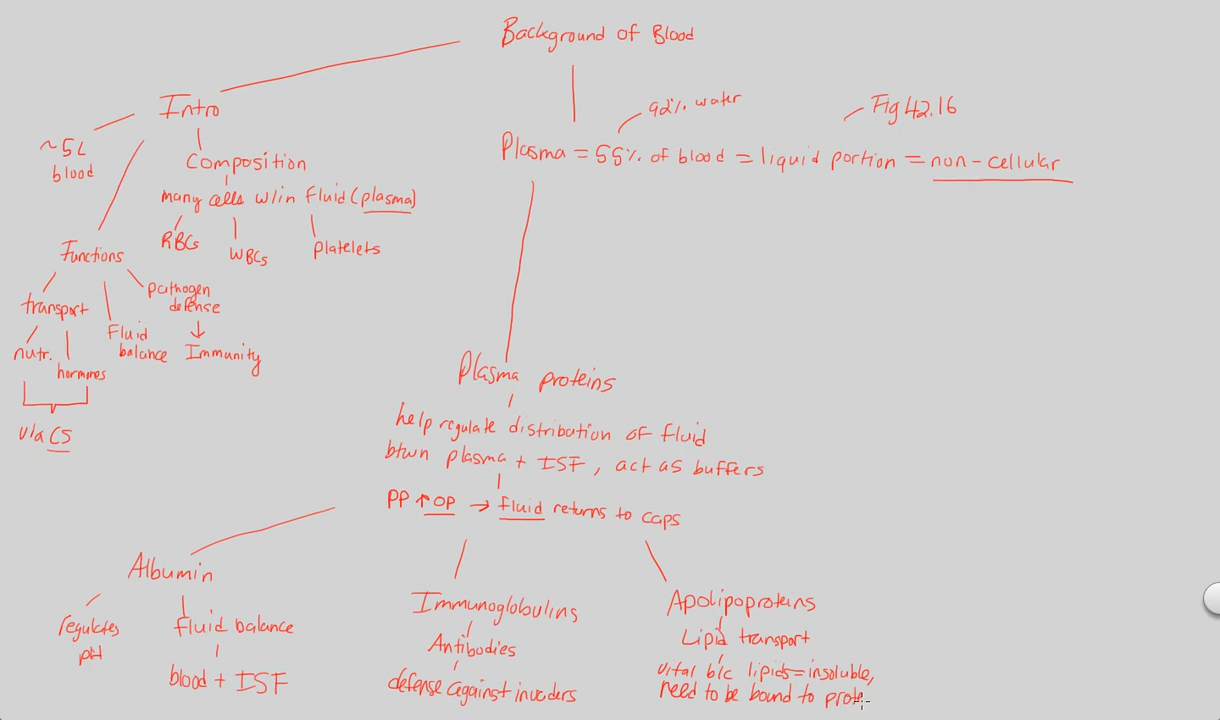 Background of Blood
Intro
~5L
blood
Composition
many cells w/in fluid (plasma)
RBCs
WBCs
Platelets
Functions
transport
nutr.
hormones
via CS
Fluid
balance
pathogen
defense
↓
Immunity
92% water
Fig 42.16
Plasma = 55% of blood = liquid portion = non-cellular
Plasma proteins
help regulate distribution of fluid
btwn plasma + ISF, act as buffers
PP ↑ OP → fluid returns to caps
Albumin
regulates
pH
fluid balance
blood + ISF
Immunoglobulins
Antibodies
defense against invaders
Apolipoproteins
Lipid transport
vital b/c lipids = insoluble,
need to be bound to prot